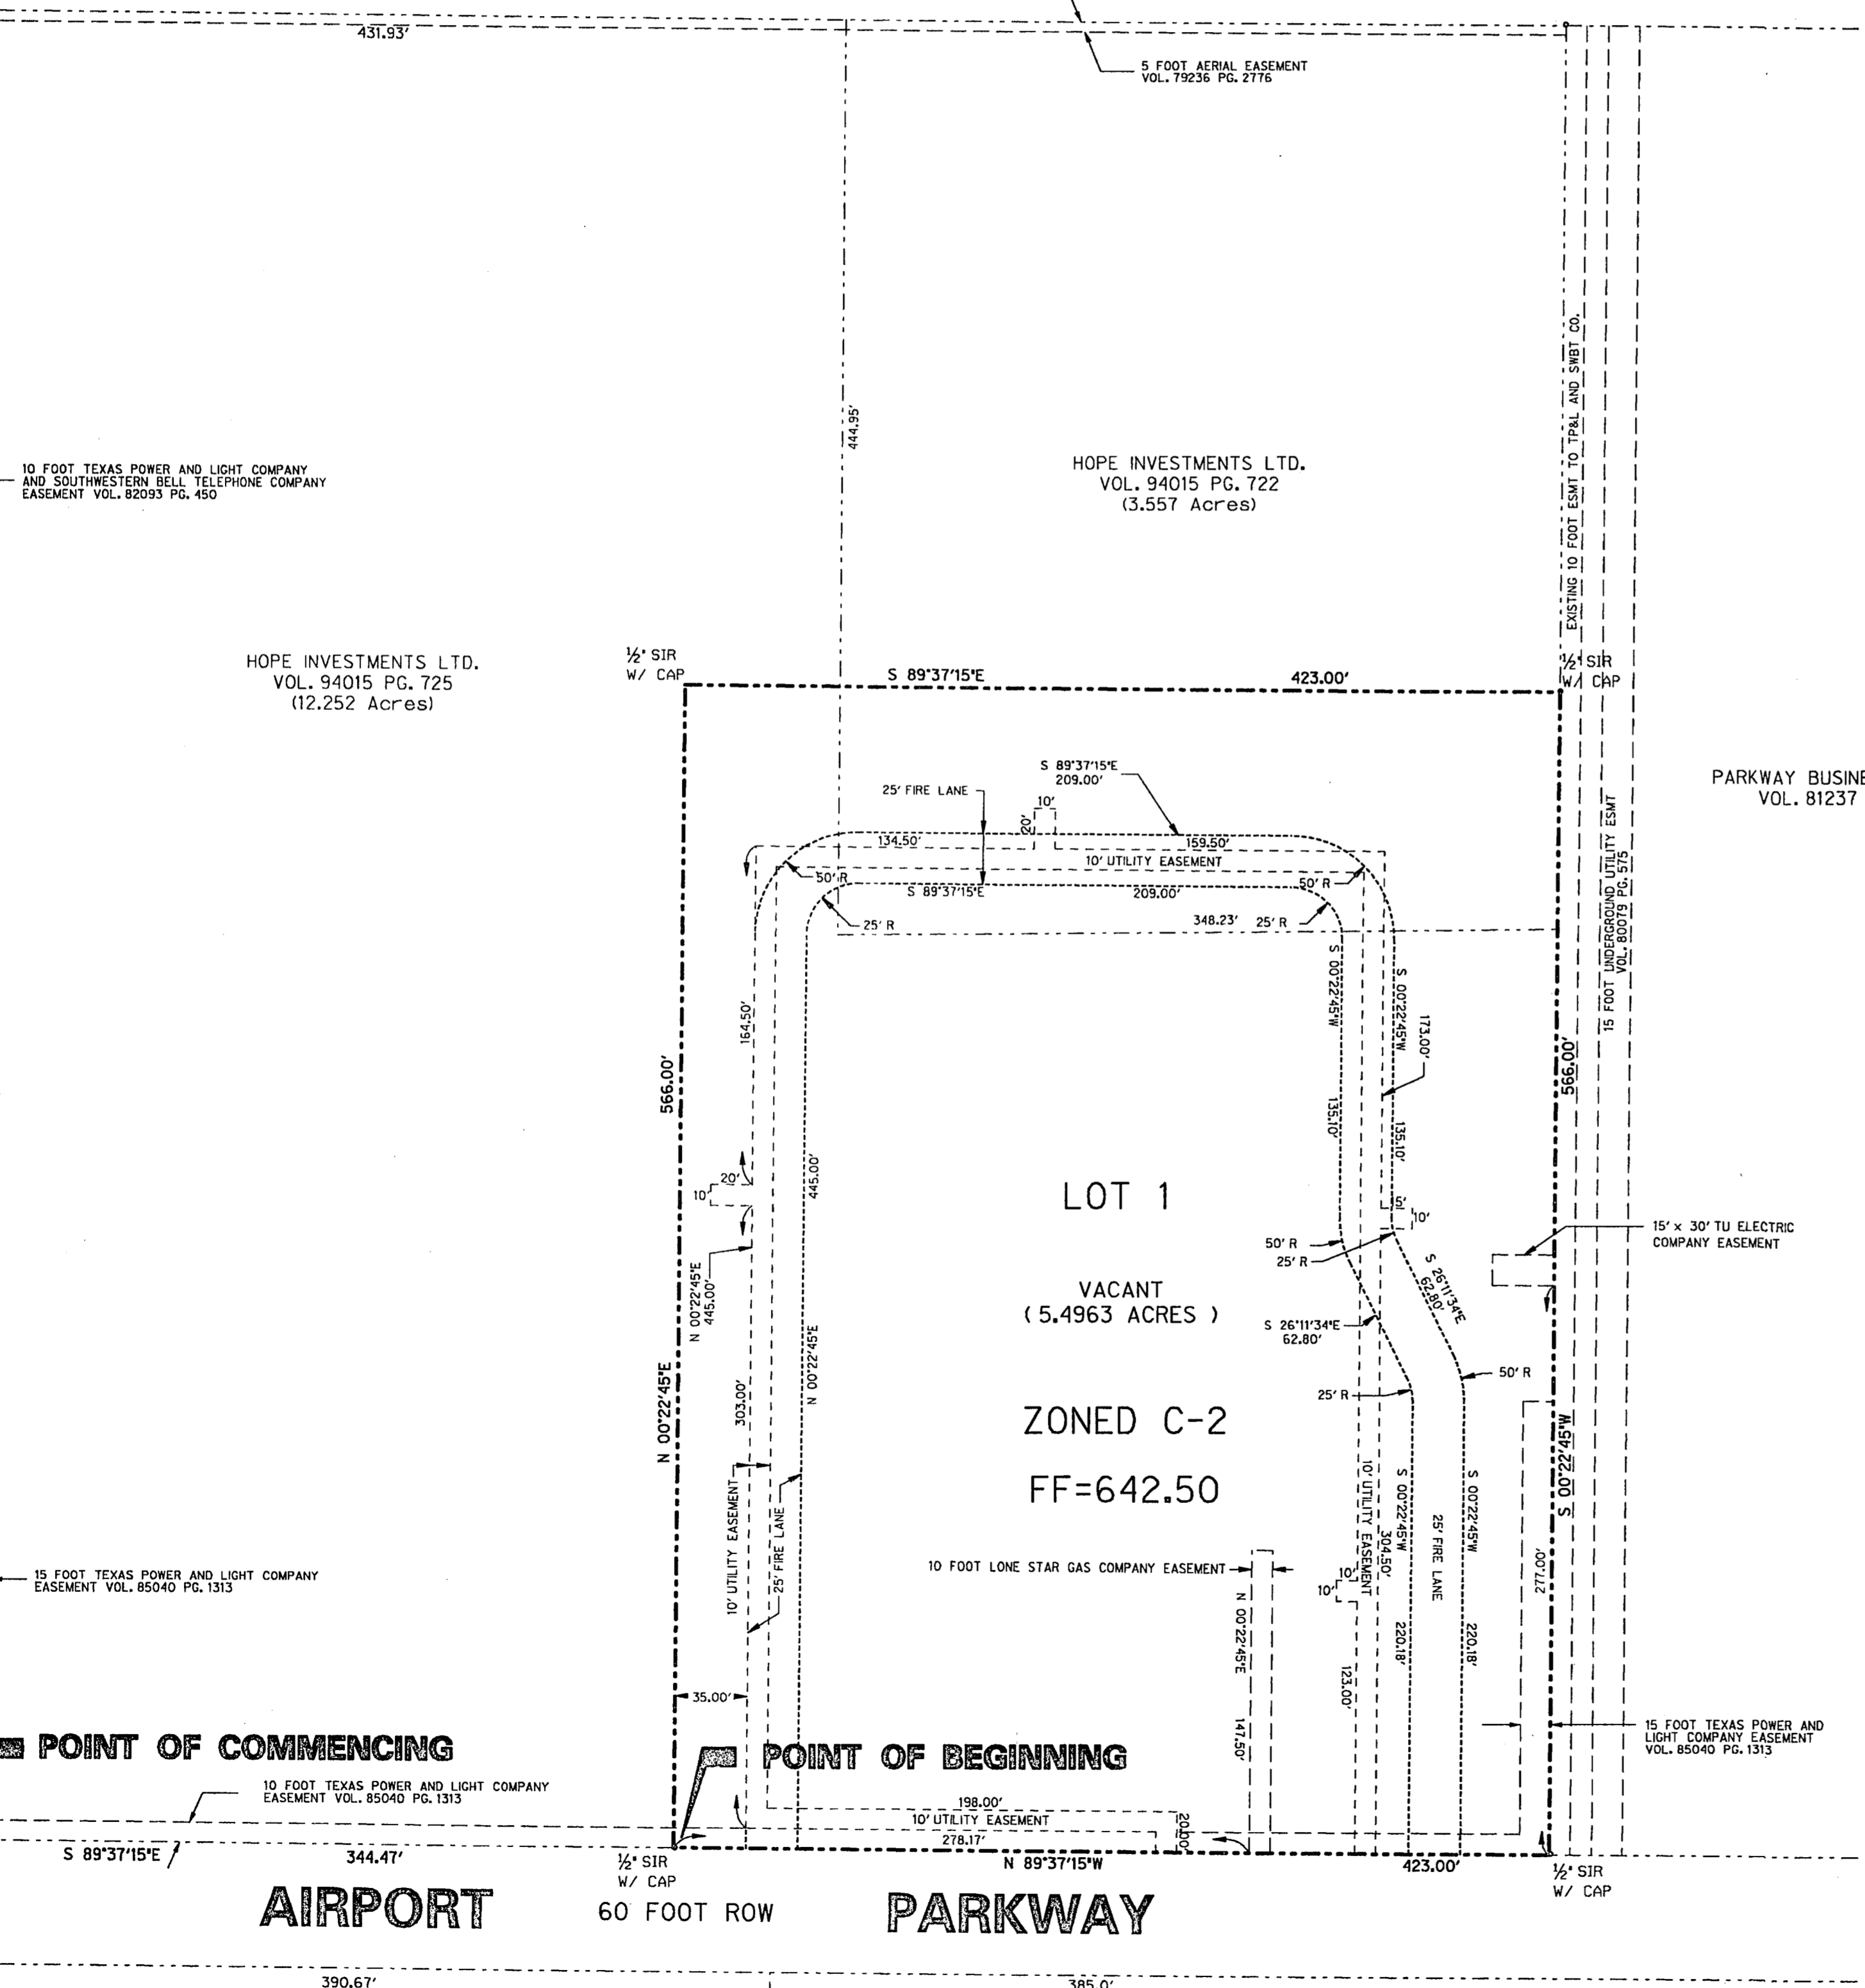 431.93'
5 FOOT AERIAL EASEMENT
VOL. 79236 PG. 2776
444.95'
EXISTING 10 FOOT ESMT TO TP&L AND SWBT CO.
10 FOOT TEXAS POWER AND LIGHT COMPANY
AND SOUTHWESTERN BELL TELEPHONE COMPANY
EASEMENT VOL. 82093 PG. 450
HOPE INVESTMENTS LTD.
VOL. 94015 PG. 722
(3.557 Acres)
HOPE INVESTMENTS LTD.
VOL. 94015 PG. 725
(12.252 Acres)
½" SIR
W/ CAP
S 89°37'15"E
423.00'
½" SIR
W/ CAP
PARKWAY BUSINE
VOL. 81237
15 FOOT UNDERGROUND UTILITY ESMT
VOL. 80079 PG. 575
S 89°37'15"E
209.00'
25' FIRE LANE
10'
20'
134.50'
159.50'
10' UTILITY EASEMENT
50' R
50' R
S 89°37'15"E
209.00'
25' R
348.23'
25' R
164.50'
S 00°22'45"W
S 00°22'45"W
173.00'
566.00'
566.00'
135.10'
135.10'
445.00'
20'
10'
LOT 1
5'
10'
15' x 30' TU ELECTRIC
COMPANY EASEMENT
50' R
25' R
N 00°22'45"E
445.00'
VACANT
( 5.4963 ACRES )
S 26°11'34"E
62.80'
S 26°11'34"E
62.80'
N 00°22'45"E
N 00°22'45"E
303.00'
50' R
25' R
ZONED C-2
FF=642.50
S 00°22'45"W
10' UTILITY EASEMENT
25' FIRE LANE
10' UTILITY EASEMENT
304.50'
S 00°22'45"W
25' FIRE LANE
S 00°22'45"W
277.00'
15 FOOT TEXAS POWER AND LIGHT COMPANY
EASEMENT VOL. 85040 PG. 1313
10 FOOT LONE STAR GAS COMPANY EASEMENT
10'
10'
N 00°22'45"E
147.50'
123.00'
220.18'
220.18'
35.00'
POINT OF COMMENCING
POINT OF BEGINNING
15 FOOT TEXAS POWER AND
LIGHT COMPANY EASEMENT
VOL. 85040 PG. 1313
10 FOOT TEXAS POWER AND LIGHT COMPANY
EASEMENT VOL. 85040 PG. 1313
198.00'
10' UTILITY EASEMENT
20.00'
278.17'
S 89°37'15"E
344.47'
½" SIR
W/ CAP
N 89°37'15"W
423.00'
½" SIR
W/ CAP
AIRPORT
60 FOOT ROW
PARKWAY
390.67'
385.0'